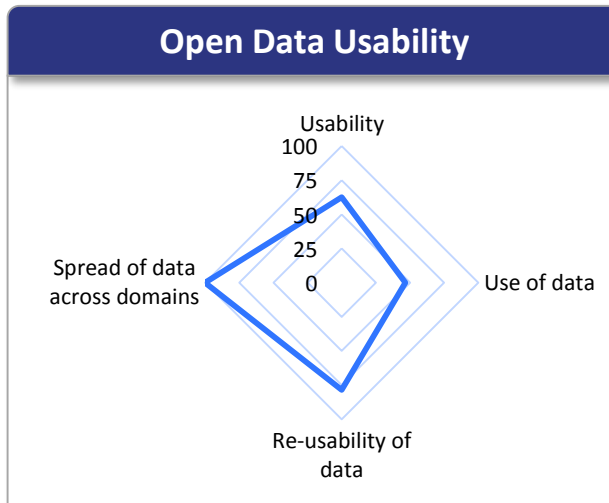 Open Data Usability
Usability
100
75
50
25
0
Spread of data
across domains
Use of data
Re-usability of
data